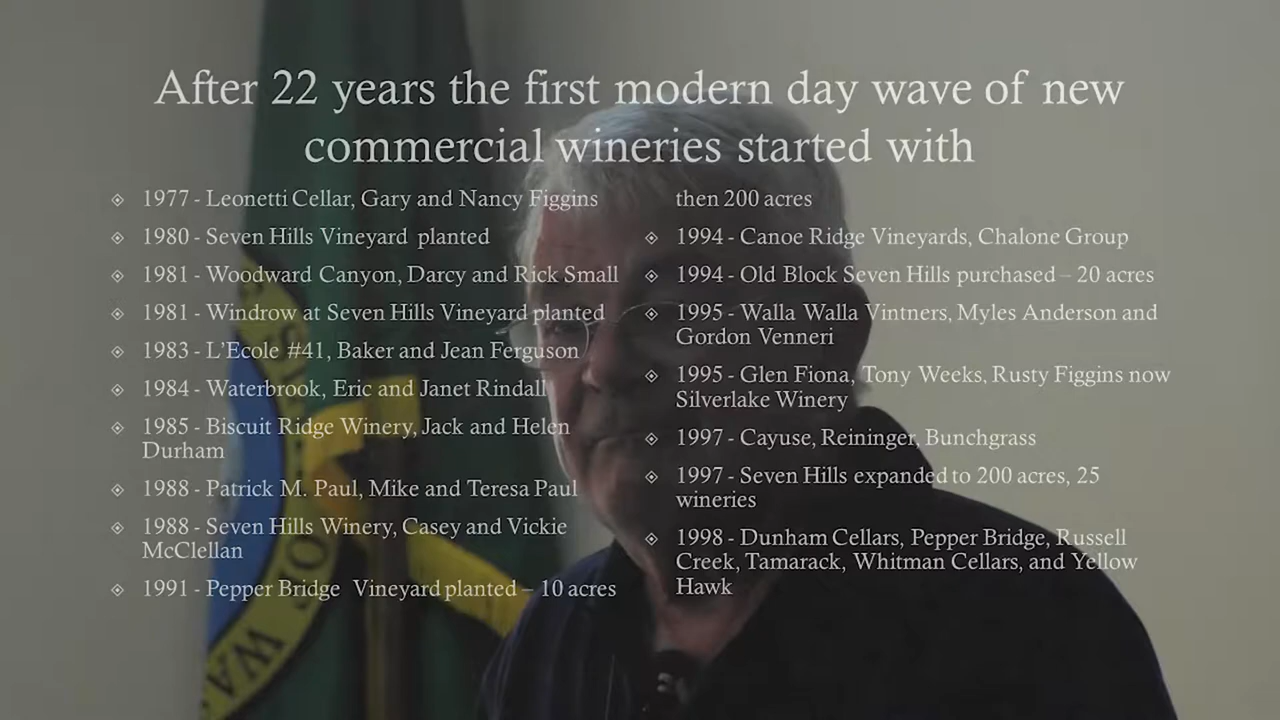 After 22 years the first modern day wave of new
commercial wineries started with
1977 - Leonetti Cellar, Gary and Nancy Figgins
1980 - Seven Hills Vineyard planted
1981 - Woodward Canyon, Darcy and Rick Small
1981 - Windrow at Seven Hills Vineyard planted
1983 - L'Ecole #41, Baker and Jean Ferguson
1984 - Waterbrook, Eric and Janet Rindall
1985 - Biscuit Ridge Winery, Jack and Helen
Durham
1988 - Patrick M. Paul, Mike and Teresa Paul
1988 - Seven Hills Winery, Casey and Vickie
McClellan
1991 - Pepper Bridge Vineyard planted – 10 acres
then 200 acres
1994 - Canoe Ridge Vineyards, Chalone Group
1994 - Old Block Seven Hills purchased – 20 acres
1995 - Walla Walla Vintners, Myles Anderson and
Gordon Venneri
1995 - Glen Fiona, Tony Weeks, Rusty Figgins now
Silverlake Winery
1997 - Cayuse, Reininger, Bunchgrass
1997 - Seven Hills expanded to 200 acres, 25
wineries
1998 - Dunham Cellars, Pepper Bridge, Russell
Creek, Tamarack, Whitman Cellars, and Yellow
Hawk